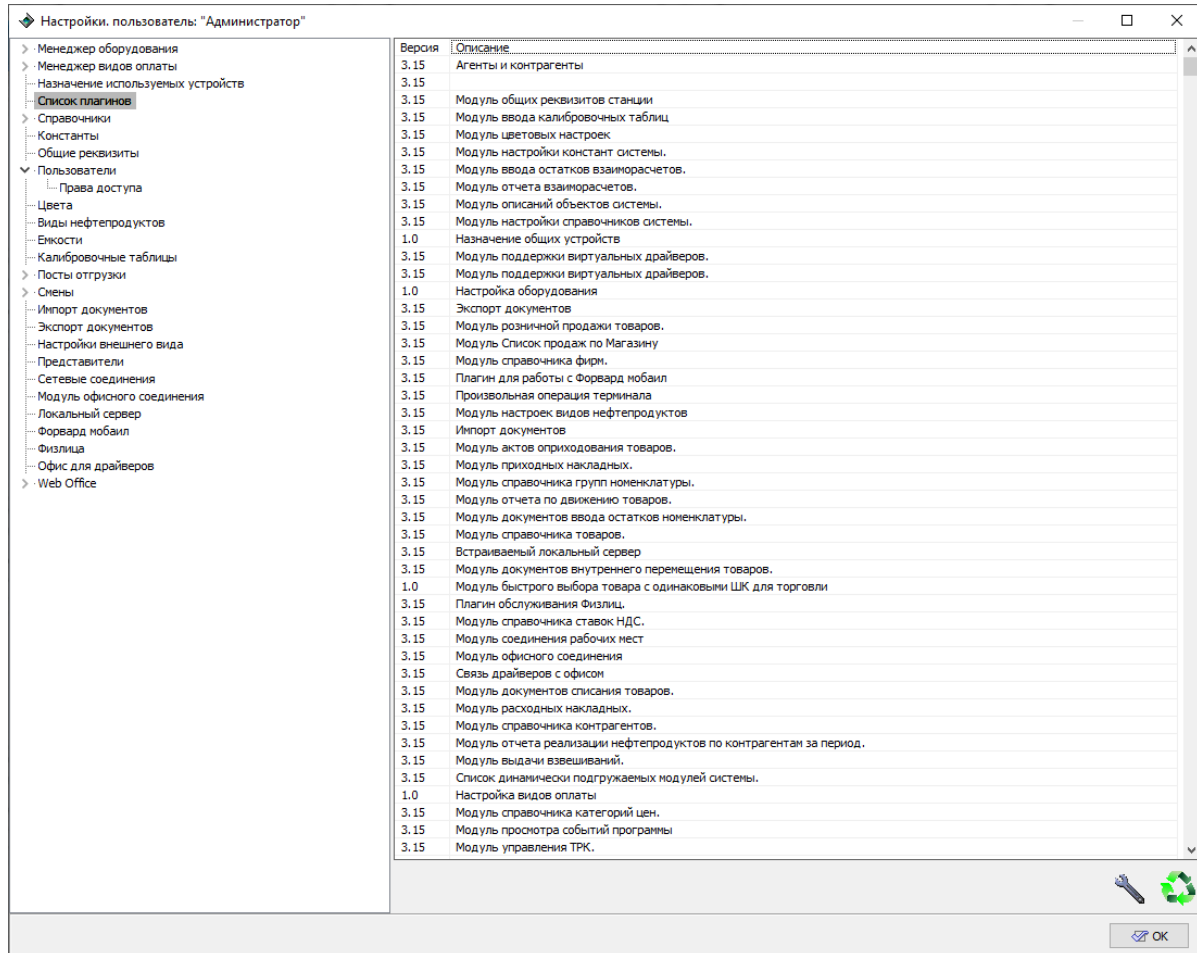 Настройки. пользователь: "Администратор"
Менеджер оборудования
Менеджер видов оплаты
Назначение используемых устройств
Список плагинов
Справочники
Константы
Общие реквизиты
Пользователи
Права доступа
Цвета
Виды нефтепродуктов
Емкости
Калибровочные таблицы
Посты отгрузки
Смены
Импорт документов
Экспорт документов
Настройки внешнего вида
Представители
Сетевые соединения
Модуль офисного соединения
Локальный сервер
Форвард мобаил
Физлица
Офис для драйверов
Web Office
Версия Описание
3.15 Агенты и контрагенты
3.15
3.15 Модуль общих реквизитов станции
3.15 Модуль ввода калибровочных таблиц
3.15 Модуль цветовых настроек
3.15 Модуль настройки констант системы.
3.15 Модуль ввода остатков взаиморасчетов.
3.15 Модуль отчета взаиморасчетов.
3.15 Модуль описаний объектов системы.
3.15 Модуль настройки справочников системы.
1.0 Назначение общих устройств
3.15 Модуль поддержки виртуальных драйверов.
3.15 Модуль поддержки виртуальных драйверов.
1.0 Настройка оборудования
3.15 Экспорт документов
3.15 Модуль розничной продажи товаров.
3.15 Модуль Список продаж по Магазину
3.15 Модуль справочника фирм.
3.15 Плагин для работы с Форвард мобаил
3.15 Произвольная операция терминала
3.15 Модуль настроек видов нефтепродуктов
3.15 Импорт документов
3.15 Модуль актов оприходования товаров.
3.15 Модуль приходных накладных.
3.15 Модуль справочника групп номенклатуры.
3.15 Модуль отчета по движению товаров.
3.15 Модуль документов ввода остатков номенклатуры.
3.15 Модуль справочника товаров.
3.15 Встраиваемый локальный сервер
3.15 Модуль документов внутреннего перемещения товаров.
1.0 Модуль быстрого выбора товара с одинаковыми ШК для торговли
3.15 Плагин обслуживания Физлиц.
3.15 Модуль справочника ставок НДС.
3.15 Модуль соединения рабочих мест
3.15 Модуль офисного соединения
3.15 Связь драйверов с офисом
3.15 Модуль документов списания товаров.
3.15 Модуль расходных накладных.
3.15 Модуль справочника контрагентов.
3.15 Модуль отчета реализации нефтепродуктов по контрагентам за период.
3.15 Модуль выдачи взвешиваний.
3.15 Список динамически подгружаемых модулей системы.
1.0 Настройка видов оплаты
3.15 Модуль справочника категорий цен.
3.15 Модуль просмотра событий программы
3.15 Модуль управления ТРК.
OK